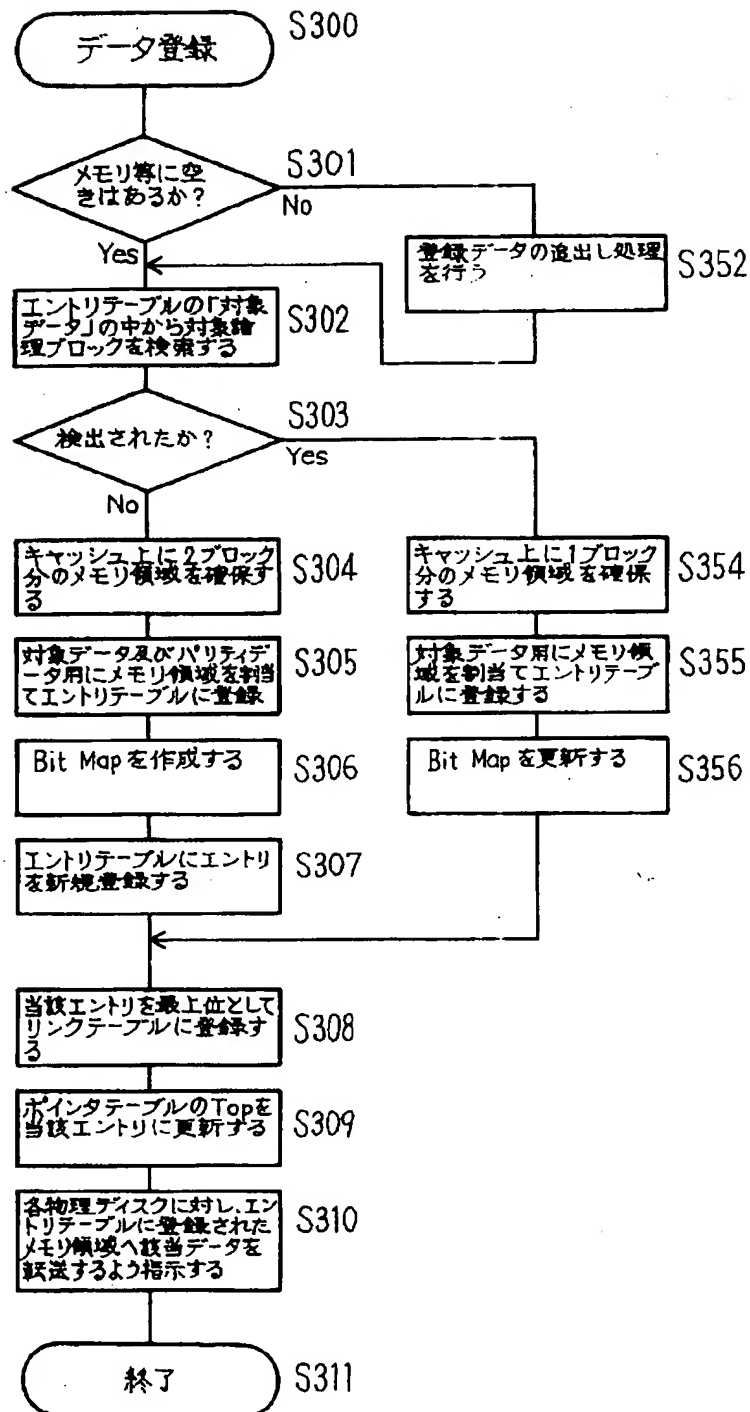 データ登録
S300
メモリ等に空
きはあるか？
S301
No
Yes
登録データの追出し処理
を行う
S352
エントリテーブルの「対象
データ」の中から対象論
理ブロックを検索する
S302
検出されたか？
S303
Yes
No
キャッシュ上に2ブロック
分のメモリ領域を確保す
る
S304
キャッシュ上に1ブロック
分のメモリ領域を確保
する
S354
対象データ及びパリティデ
ータ用にメモリ領域を割当
てエントリテーブルに登録
S305
対象データ用にメモリ領
域を割当てエントリテーブ
ルに登録する
S355
Bit Mapを作成する
S306
Bit Mapを更新する
S356
エントリテーブルにエントリ
を新規登録する
S307
当該エントリを最上位として
リンクテーブルに登録す
る
S308
ポインタテーブルのTopを
当該エントリに更新する
S309
各物理ディスクに対し、エン
トリテーブルに登録された
メモリ領域へ該当データを
転送するよう指示する
S310
終了
S311